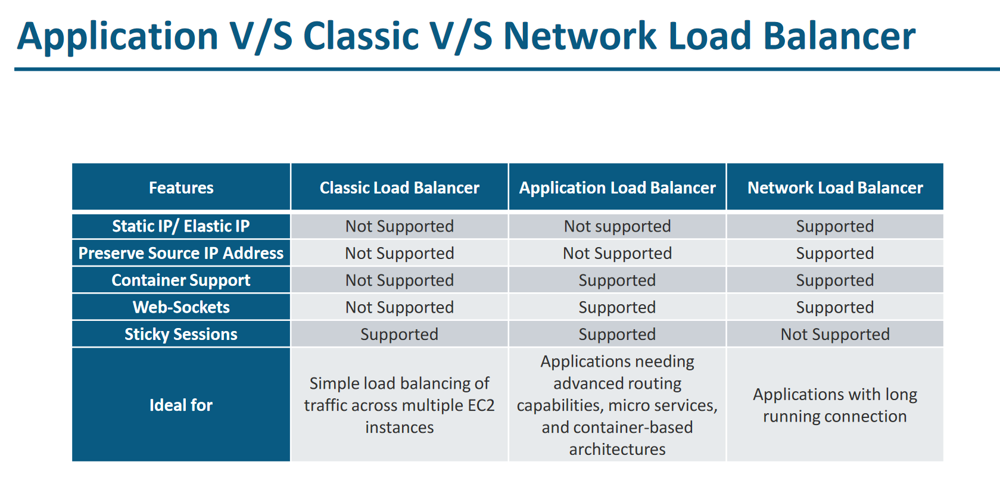 Application V/S Classic V/S Network Load Balancer
Features Classic Load Balancer Application Load Balancer Network Load Balancer
Static IP/ Elastic IP Not Supported Not supported Supported
Preserve Source IP Address Not Supported Not Supported Supported
Container Support Not Supported Supported Supported
Web-Sockets Not Supported Supported Supported
Sticky Sessions Supported Supported Not Supported
Ideal for
Simple load balancing of
traffic across multiple EC2
instances
Applications needing
advanced routing
capabilities, micro services,
and container-based
architectures
Applications with long
running connection